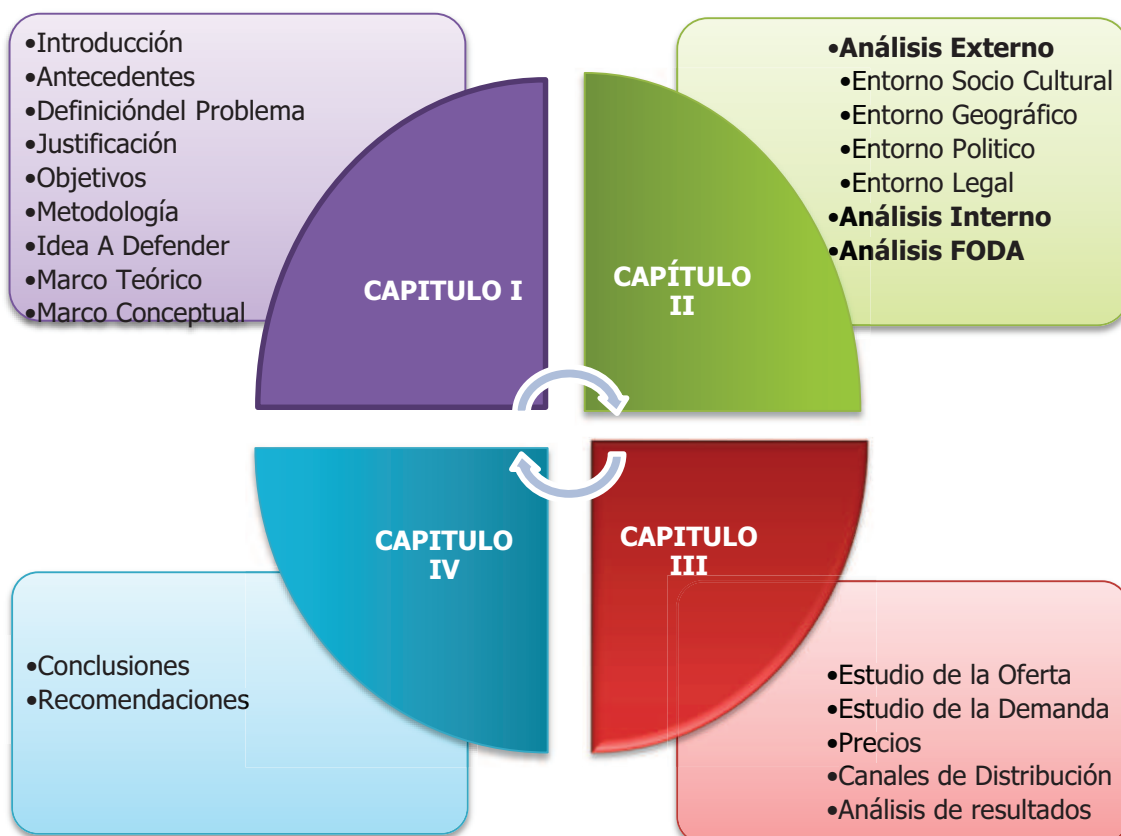 •Introducción
•Antecedentes
•Definicióndel Problema
•Justificación
•Objetivos
•Metodología
•Idea A Defender
•Marco Teórico
•Marco Conceptual
CAPITULO I
•Análisis Externo
•Entorno Socio Cultural
•Entorno Geográfico
•Entorno Politico
•Entorno Legal
•Análisis Interno
•Análisis FODA
CAPÍTULO
II
CAPITULO
IV
•Conclusiones
•Recomendaciones
CAPITULO
III
•Estudio de la Oferta
•Estudio de la Demanda
•Precios
•Canales de Distribución
•Análisis de resultados